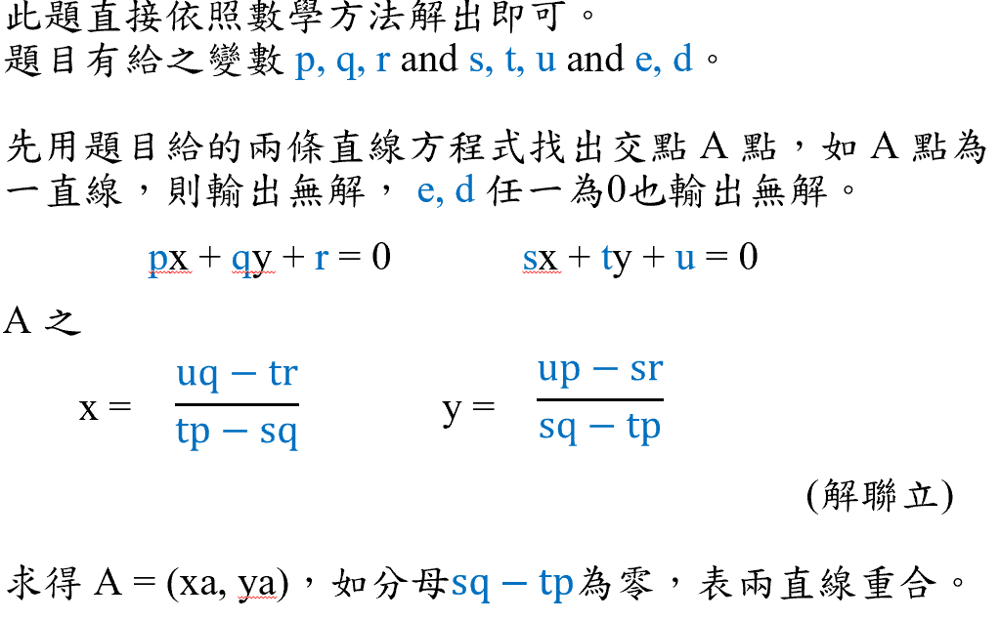 此題直接依照數學方法解出即可。
題目有給之變數 p, q, r and s, t, u and e, d。
先用題目給的兩條直線方程式找出交點 A 點，如 A 點為
一直線，則輸出無解， e, d 任一為0也輸出無解。
px + qy + r = 0 sx + ty + u = 0
A 之
x = (uq − tr)/(tp − sq) y = (up − sr)/(sq − tp)
(解聯立)
求得 A = (xa, ya)，如分母sq − tp為零，表兩直線重合。